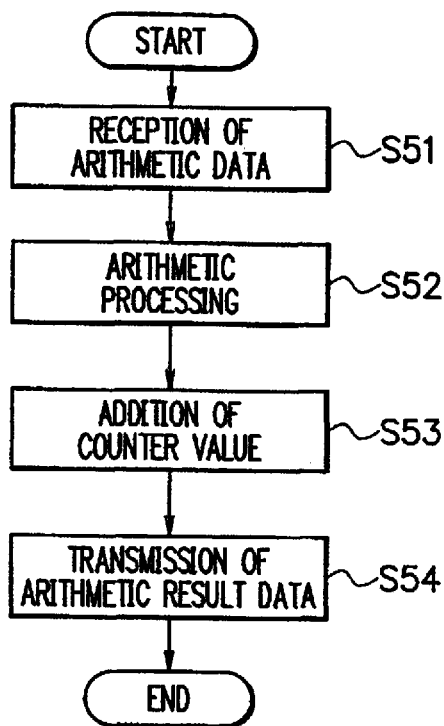 START
RECEPTION OF
ARITHMETIC DATA
S51
ARITHMETIC
PROCESSING
S52
ADDITION OF
COUNTER VALUE
S53
TRANSMISSION OF
ARITHMETIC RESULT DATA
S54
END